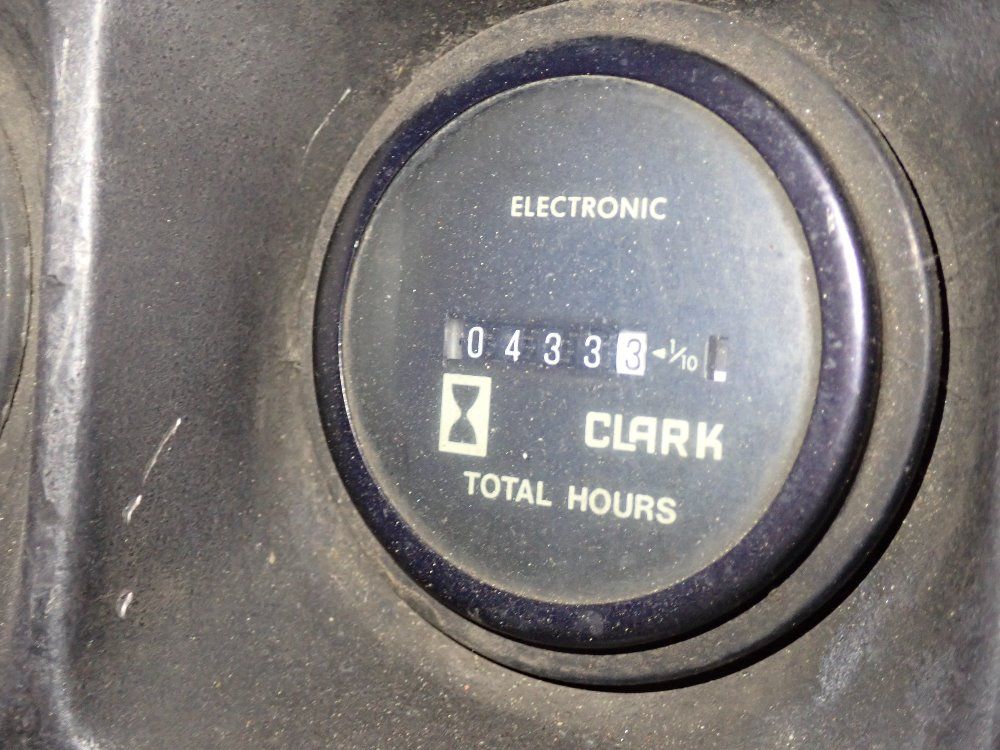 ELECTRONIC
04333 ◄1/10
CLARK
TOTAL HOURS